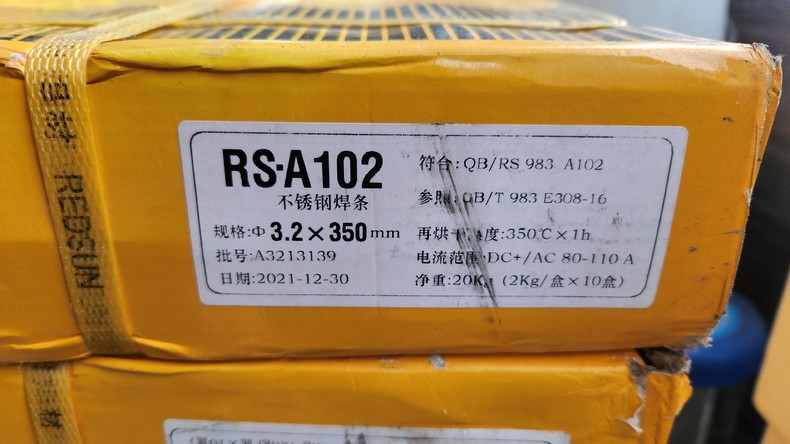 RS-A102
不锈钢焊条
规格:Φ 3.2×350mm
批号:A3213139
日期:2021-12-30
符合:QB/RS 983 A102
参照:GB/T 983 E308-16
再烘干温度:350℃×1h
电流范围:DC+/AC 80-110 A
净重:20Kg (2Kg/盒×10盒)
REDSUN